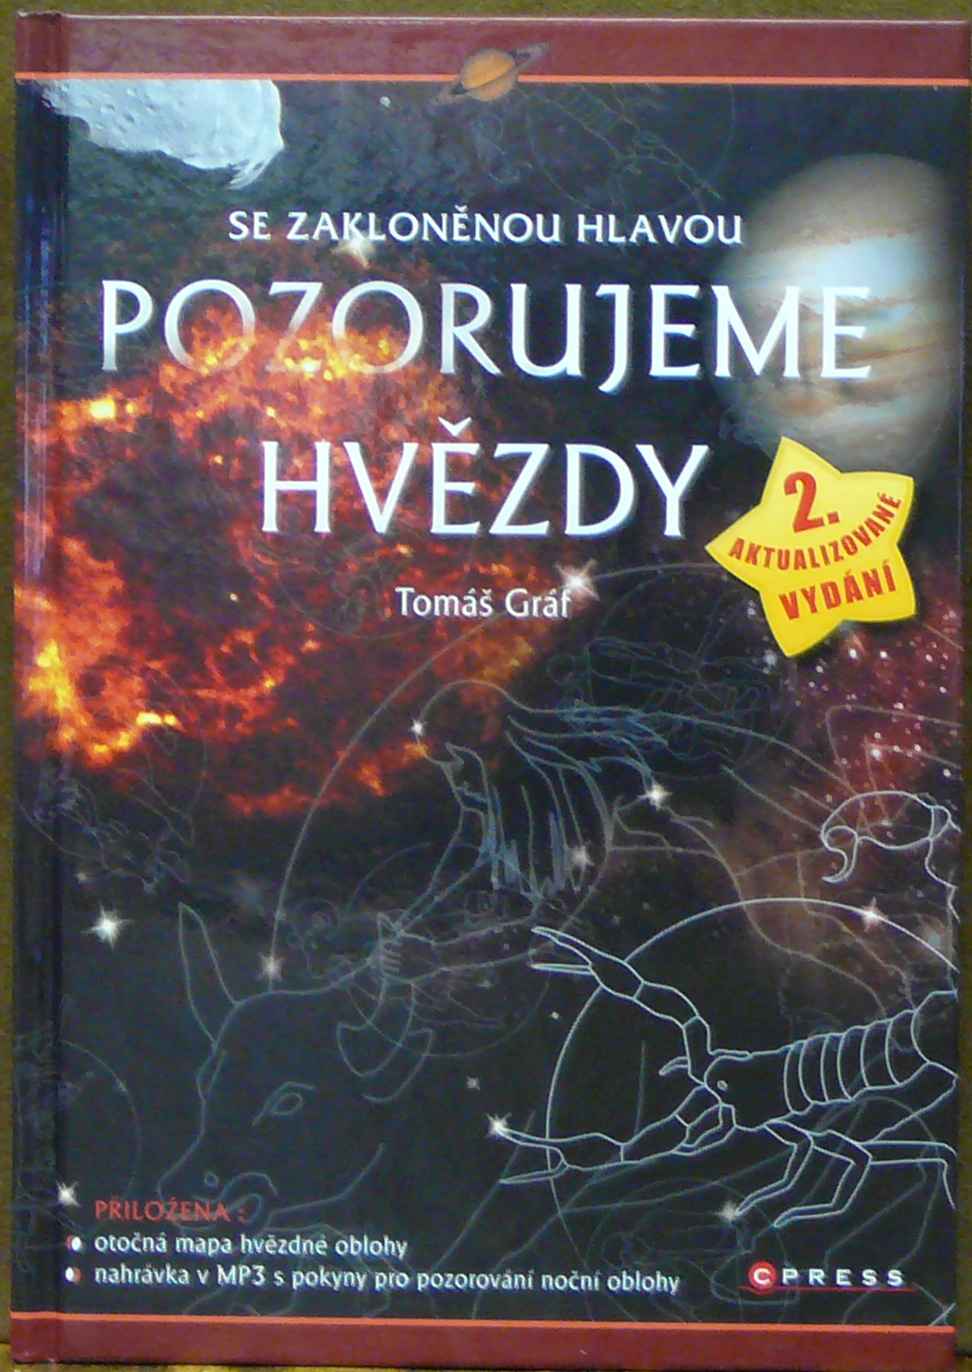 SE ZAKLONĚNOU HLAVOU
POZORUJEME
HVĚZDY
2.
AKTUALIZOVANÉ
VYDÁNÍ
Tomáš Gráf
PŘILOŽENA :
otočná mapa hvězdné oblohy
nahrávka v MP3 s pokyny pro pozorování noční oblohy
CPRESS